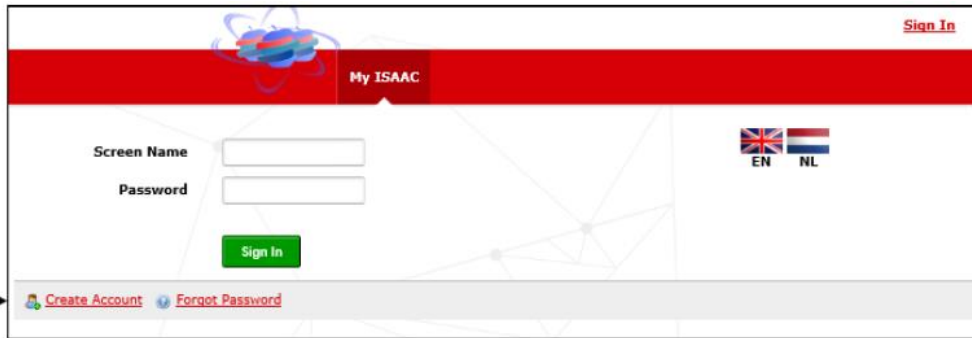 Sign In
My ISAAC
Screen Name
EN NL
Password
Sign In
Create Account Forgot Password